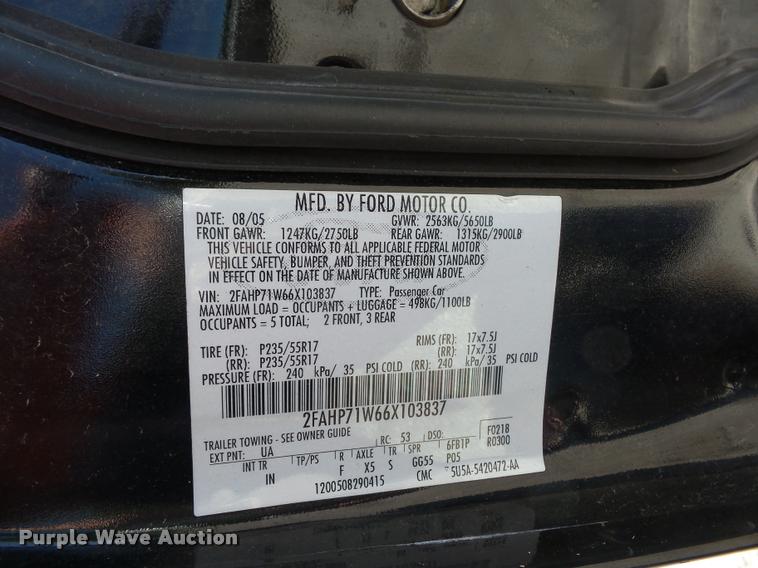 MFD. BY FORD MOTOR CO.
DATE: 08/05 GVWR: 2563KG/5650LB
FRONT GAWR: 1247KG/2750LB REAR GAWR: 1315KG/2900LB
THIS VEHICLE CONFORMS TO ALL APPLICABLE FEDERAL MOTOR
VEHICLE SAFETY, BUMPER, AND THEFT PREVENTION STANDARDS
IN EFFECT ON THE DATE OF MANUFACTURE SHOWN ABOVE.
VIN: 2FAHP71W66X103837 TYPE: Passenger Car
MAXIMUM LOAD = OCCUPANTS + LUGGAGE = 498KG/1100LB
OCCUPANTS = 5 TOTAL; 2 FRONT, 3 REAR
TIRE (FR): P235/55R17 RIMS (FR): 17x7.5J
(RR): P235/55R17 (RR): 17x7.5J
PRESSURE (FR): 240 kPa/ 35 PSI COLD (RR): 240 kPa/ 35 PSI COLD
2FAHP71W66X103837
TRAILER TOWING - SEE OWNER GUIDE RC: 53 DSO: F0218
EXT PNT: UA R AXLE TR SPR 6FB1P R0300
INT TR TP/PS F X5 S GG55 P05
IN 1200508290415 CMC 5U5A-5420472-AA
Purple Wave Auction